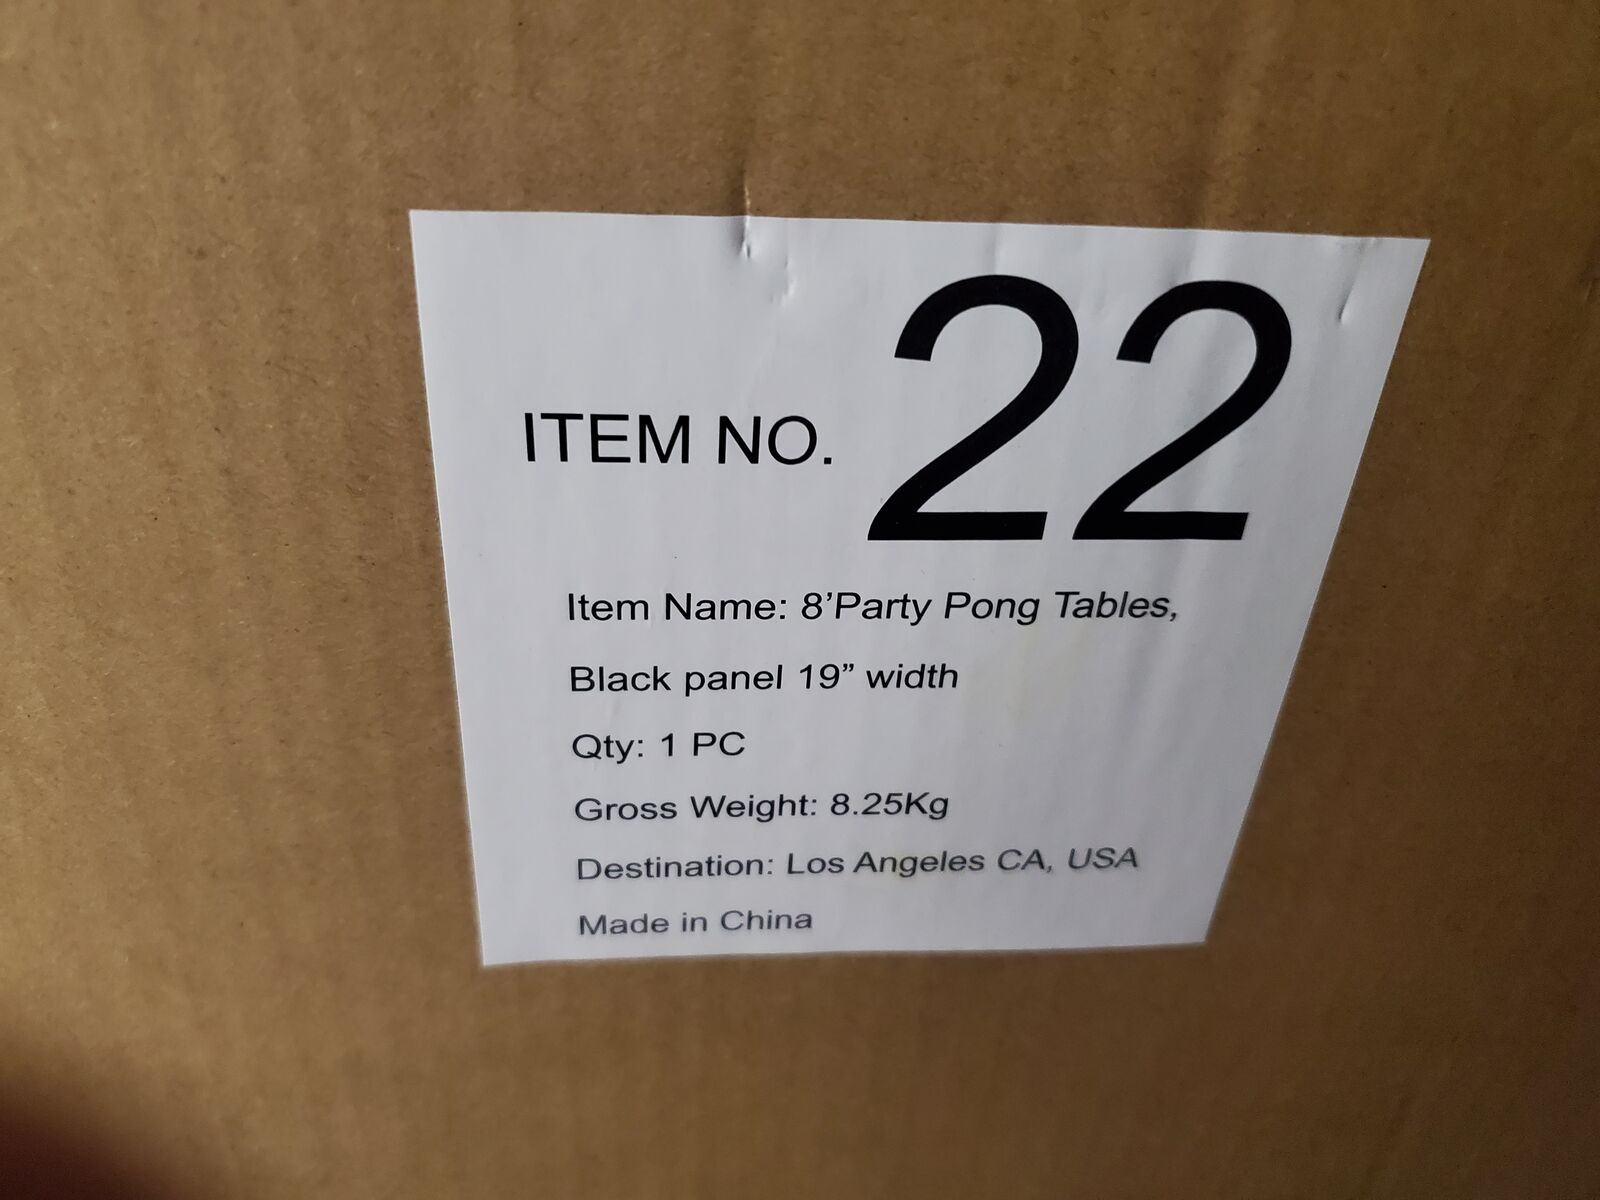 ITEM NO. 22
Item Name: 8’Party Pong Tables,
Black panel 19” width
Qty: 1 PC
Gross Weight: 8.25Kg
Destination: Los Angeles CA, USA
Made in China